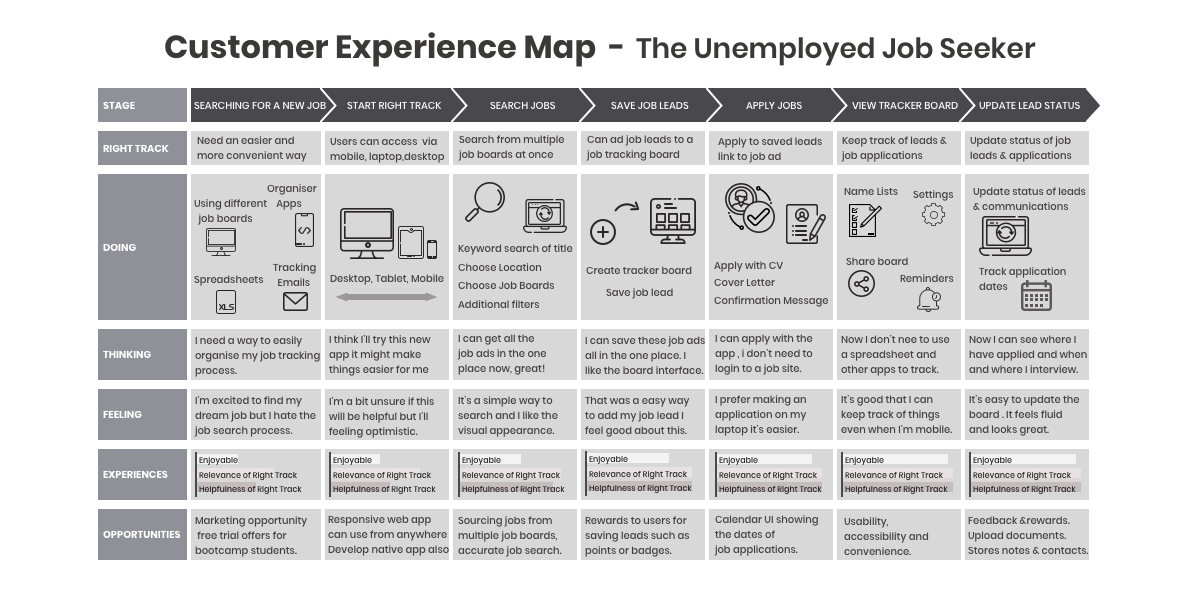 Customer Experience Map - The Unemployed Job Seeker
STAGE
SEARCHING FOR A NEW JOB
START RIGHT TRACK
SEARCH JOBS
SAVE JOB LEADS
APPLY JOBS
VIEW TRACKER BOARD
UPDATE LEAD STATUS
RIGHT TRACK
Need an easier and
more convenient way
Users can access via
mobile, laptop,desktop
Search from multiple
job boards at once
Can ad job leads to a
job tracking board
Apply to saved leads
link to job ad
Keep track of leads &
job applications
Update status of job
leads & applications
DOING
Organiser
Apps
Using different
job boards
Spreadsheets
XLS
Tracking
Emails
Desktop, Tablet, Mobile
Keyword search of title
Choose Location
Choose Job Boards
Additional filters
Create tracker board
Save job lead
Apply with CV
Cover Letter
Confirmation Message
Name Lists
Settings
Share board
Reminders
Update status of leads
& communications
Track application
dates
THINKING
I need a way to easily
organise my job tracking
process.
I think I'll try this new
app it might make
things easier for me
I can get all the
job ads in the one
place now, great!
I can save these job ads
all in the one place. I
like the board interface.
I can apply with the
app , i don't need to
login to a job site.
Now I don't nee to use
a spreadsheet and
other apps to track.
Now I can see where I
have applied and when
and where I interview.
FEELING
I'm excited to find my
dream job but I hate the
job search process.
I'm a bit unsure if this
will be helpful but I'll
feeling optimistic.
It's a simple way to
search and I like the
visual appearance.
That was a easy way
to add my job lead I
feel good about this.
I prefer making an
application on my
laptop it's easier.
It's good that I can
keep track of things
even when I'm mobile.
It's easy to update the
board . It feels fluid
and looks great.
EXPERIENCES
Enjoyable
Relevance of Right Track
Helpfulness of Right Track
Enjoyable
Relevance of Right Track
Helpfulness of Right Track
Enjoyable
Relevance of Right Track
Helpfulness of Right Track
Enjoyable
Relevance of Right Track
Helpfulness of Right Track
Enjoyable
Relevance of Right Track
Helpfulness of Right Track
Enjoyable
Relevance of Right Track
Helpfulness of Right Track
Enjoyable
Relevance of Right Track
Helpfulness of Right Track
OPPORTUNITIES
Marketing opportunity
free trial offers for
bootcamp students.
Responsive web app
can use from anywhere
Develop native app also
Sourcing jobs from
multiple job boards,
accurate job search.
Rewards to users for
saving leads such as
points or badges.
Calendar UI showing
the dates of
job applications.
Usability,
accessibility and
convenience.
Feedback &rewards.
Upload documents.
Stores notes & contacts.